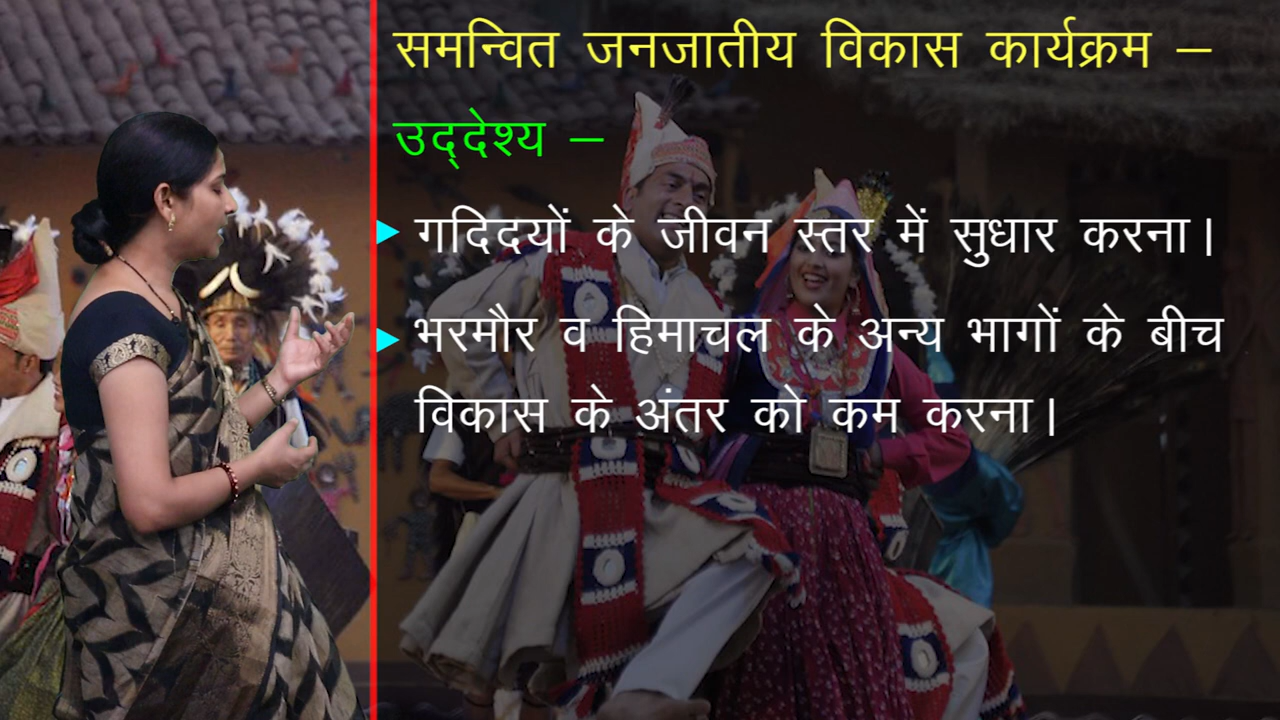 समन्वित जनजातीय विकास कार्यक्रम –
उद्‌देश्य –
गदि्दयों के जीवन स्तर में सुधार करना।
भरमौर व हिमाचल के अन्य भागों के बीच
विकास के अंतर को कम करना।